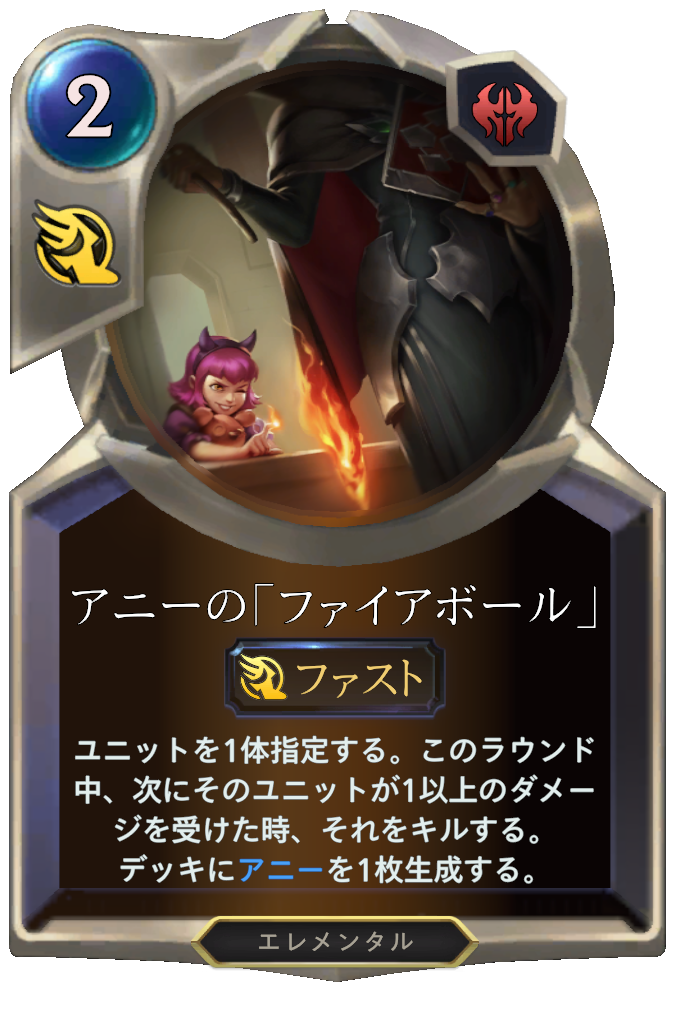 2
アニーの「ファイアボール」
ファスト
ユニットを1体指定する。このラウンド
中、次にそのユニットが1以上のダメー
ジを受けた時、それをキルする。
デッキにアニーを1枚生成する。
エレメンタル